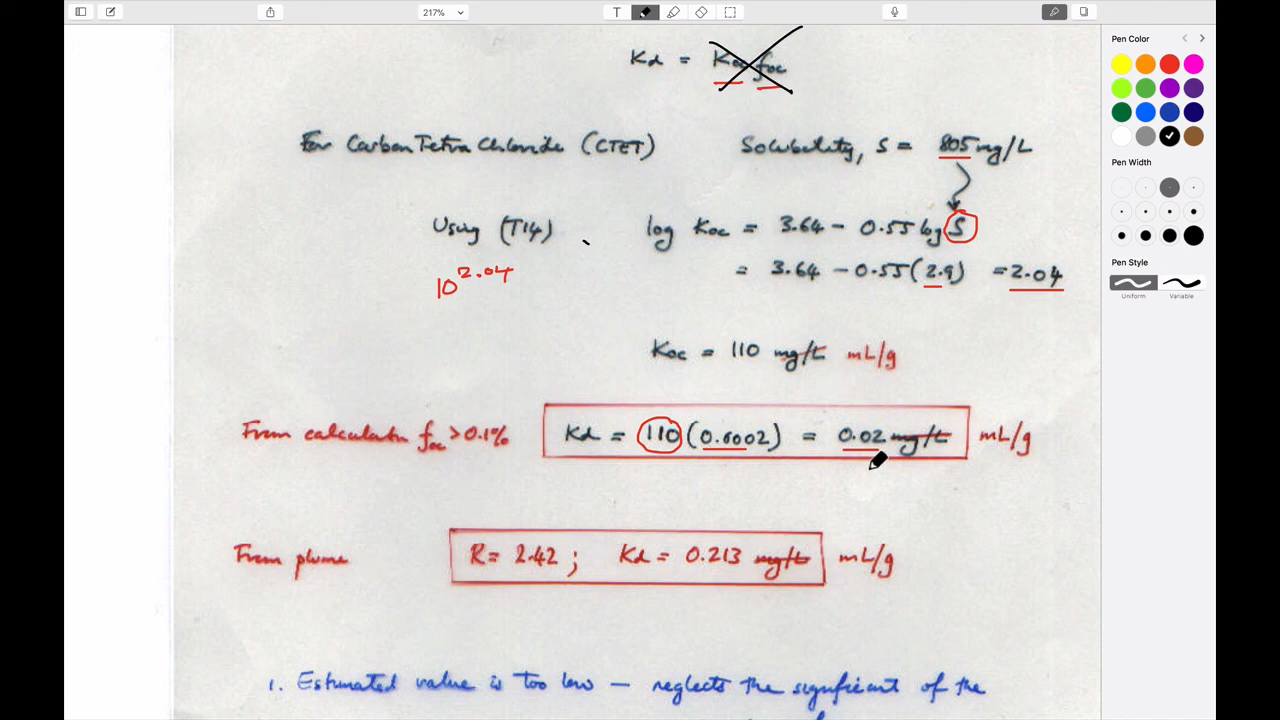 217%
T
Pen Color
Kd = Koc foc
For Carbon Tetra Chloride (CTET) Solubility, S = 805 mg/L
Pen Width
Using (T14) log Koc = 3.64 - 0.55 log S
10^2.04 = 3.64 - 0.55 (2.9) = 2.04
Pen Style
Uniform Variable
Koc = 110 mg/L mL/g
From calculator foc > 0.1% Kd = 110 (0.0002) = 0.02 mg/L mL/g
From plume R = 2.42 ; Kd = 0.213 mg/L mL/g
1. Estimated value is too low — neglects the significant of the